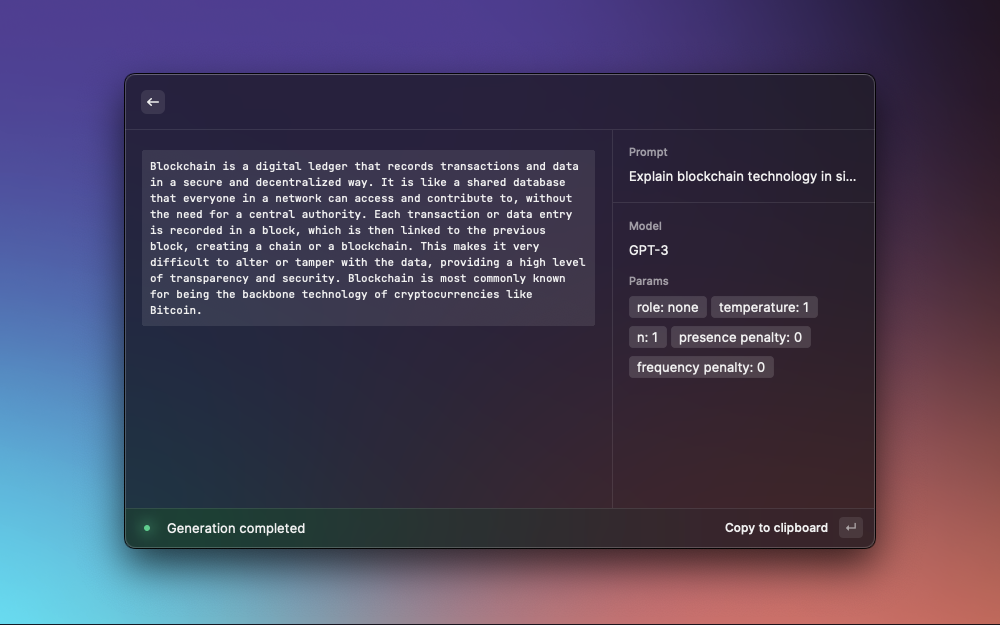 Blockchain is a digital ledger that records transactions and data
in a secure and decentralized way. It is like a shared database
that everyone in a network can access and contribute to, without
the need for a central authority. Each transaction or data entry
is recorded in a block, which is then linked to the previous
block, creating a chain or a blockchain. This makes it very
difficult to alter or tamper with the data, providing a high level
of transparency and security. Blockchain is most commonly known
for being the backbone technology of cryptocurrencies like
Bitcoin.
Prompt
Explain blockchain technology in si...
Model
GPT-3
Params
role: none temperature: 1
n: 1 presence penalty: 0
frequency penalty: 0
Generation completed
Copy to clipboard